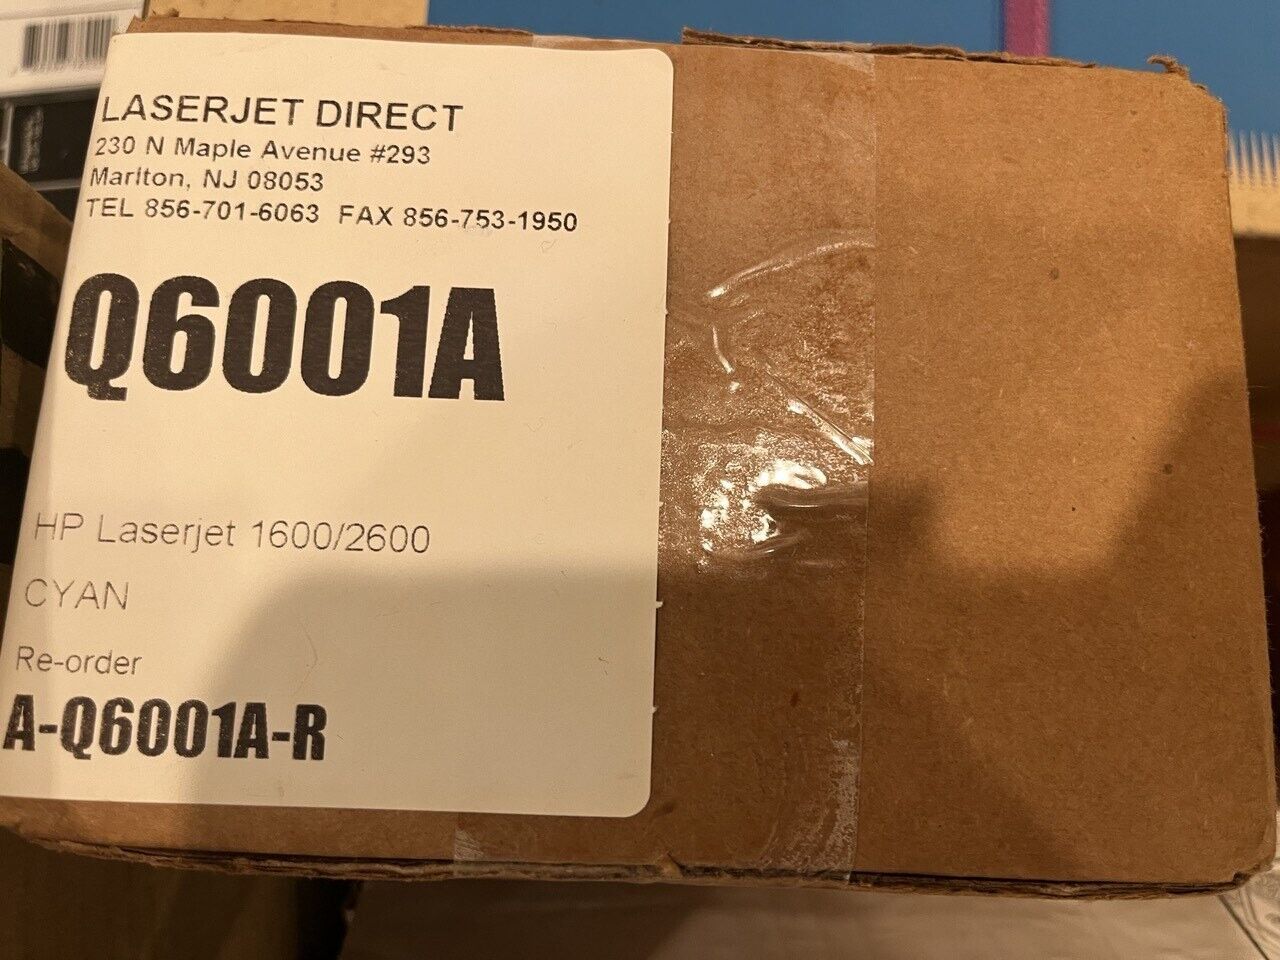 LASERJET DIRECT
230 N Maple Avenue #293
Marlton, NJ 08053
TEL 856-701-6063 FAX 856-753-1950
Q6001A
HP Laserjet 1600/2600
CYAN
Re-order
A-Q6001A-R